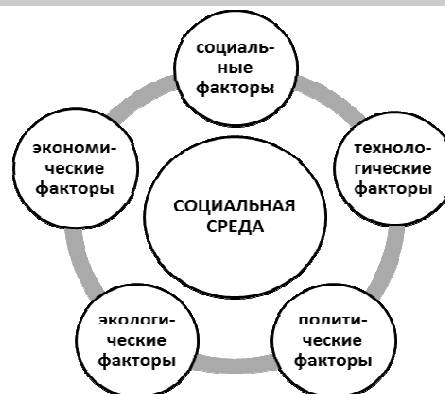 социаль-
ные
факторы
экономи-
ческие
факторы
техноло-
гические
факторы
СОЦИАЛЬНАЯ
СРЕДА
экологи-
ческие
факторы
полити-
ческие
факторы